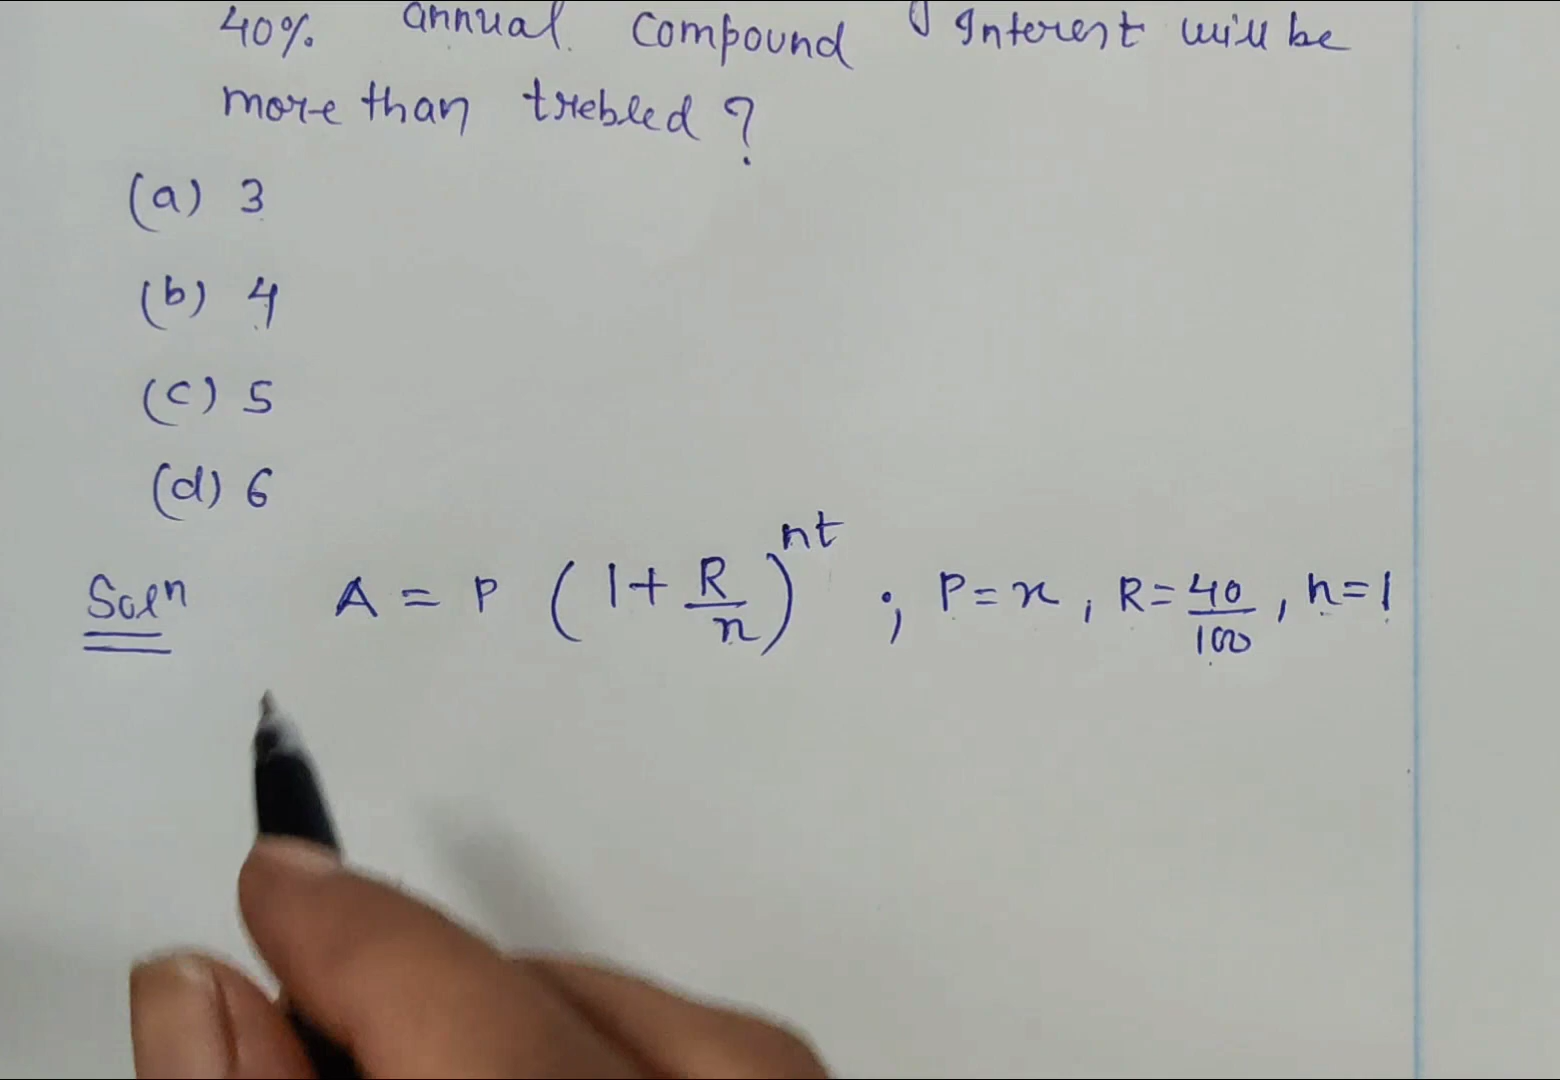 40% annual compound Interest will be
more than trebled ?
(a) 3
(b) 4
(c) 5
(d) 6
Soln A = P ( 1 + R/n )^nt ; P = x , R = 40/100 , n = 1